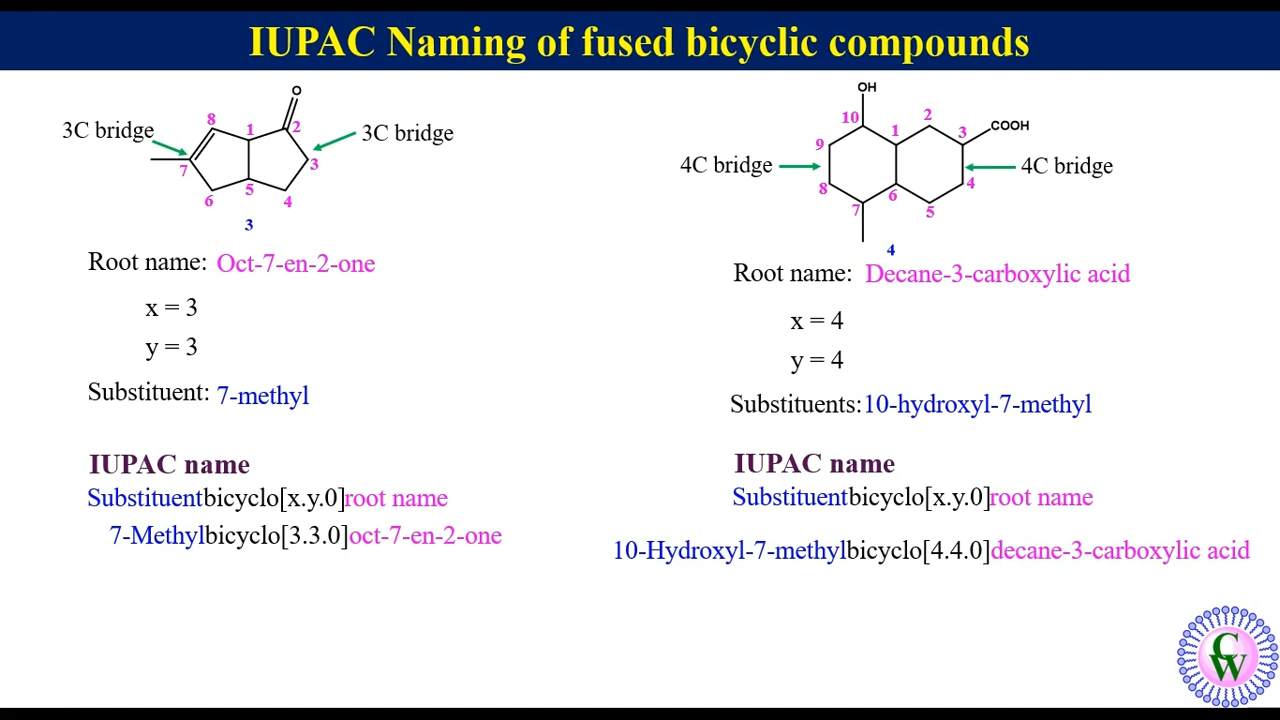 IUPAC Naming of fused bicyclic compounds
O
8
1
2
3C bridge
3C bridge
7
3
6
5
4
3
Root name: Oct-7-en-2-one
x = 3
y = 3
Substituent: 7-methyl
IUPAC name
Substituentbicyclo[x.y.0]root name
7-Methylbicyclo[3.3.0]oct-7-en-2-one
OH
10
1
2
3
COOH
9
4C bridge
4C bridge
8
4
7
6
5
4
Root name: Decane-3-carboxylic acid
x = 4
y = 4
Substituents:10-hydroxyl-7-methyl
IUPAC name
Substituentbicyclo[x.y.0]root name
10-Hydroxyl-7-methylbicyclo[4.4.0]decane-3-carboxylic acid
C
W